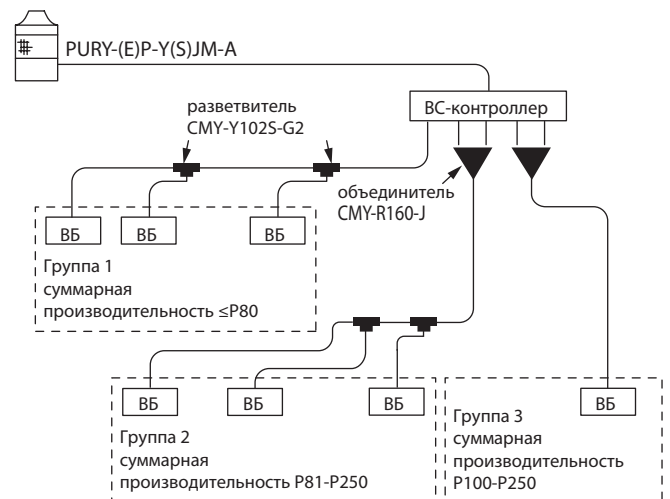 PURY-(E)P-Y(S)JM-A
ВС-контроллер
разветвитель
CMY-Y102S-G2
объединитель
CMY-R160-J
ВБ
ВБ
ВБ
Группа 1
суммарная
производительность ≤P80
ВБ
ВБ
ВБ
Группа 2
суммарная
производительность P81-P250
ВБ
Группа 3
суммарная
производительность
P100-P250